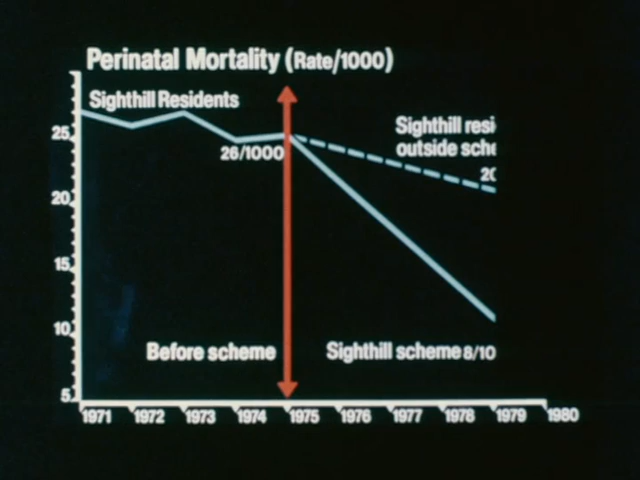 Perinatal Mortality (Rate/1000)
Sighthill Residents
Sighthill resi
outside sche
26/1000
20
25
20
15
10
5
Before scheme
Sighthill scheme 8/10
1971 1972 1973 1974 1975 1976 1977 1978 1979 1980